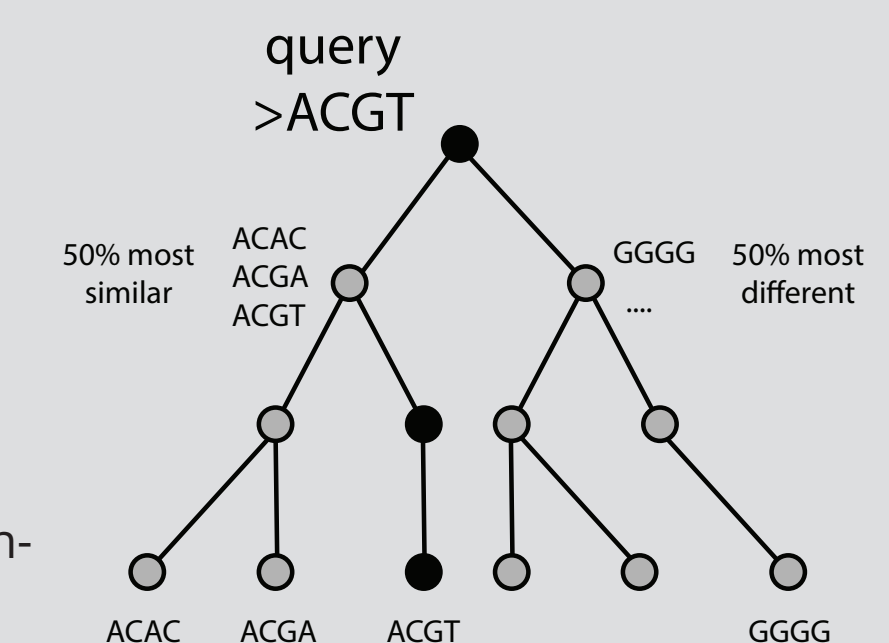 query
>ACGT
50% most
similar
ACAC
ACGA
ACGT
GGGG
....
50% most
different
n-
ACAC
ACGA
ACGT
GGGG